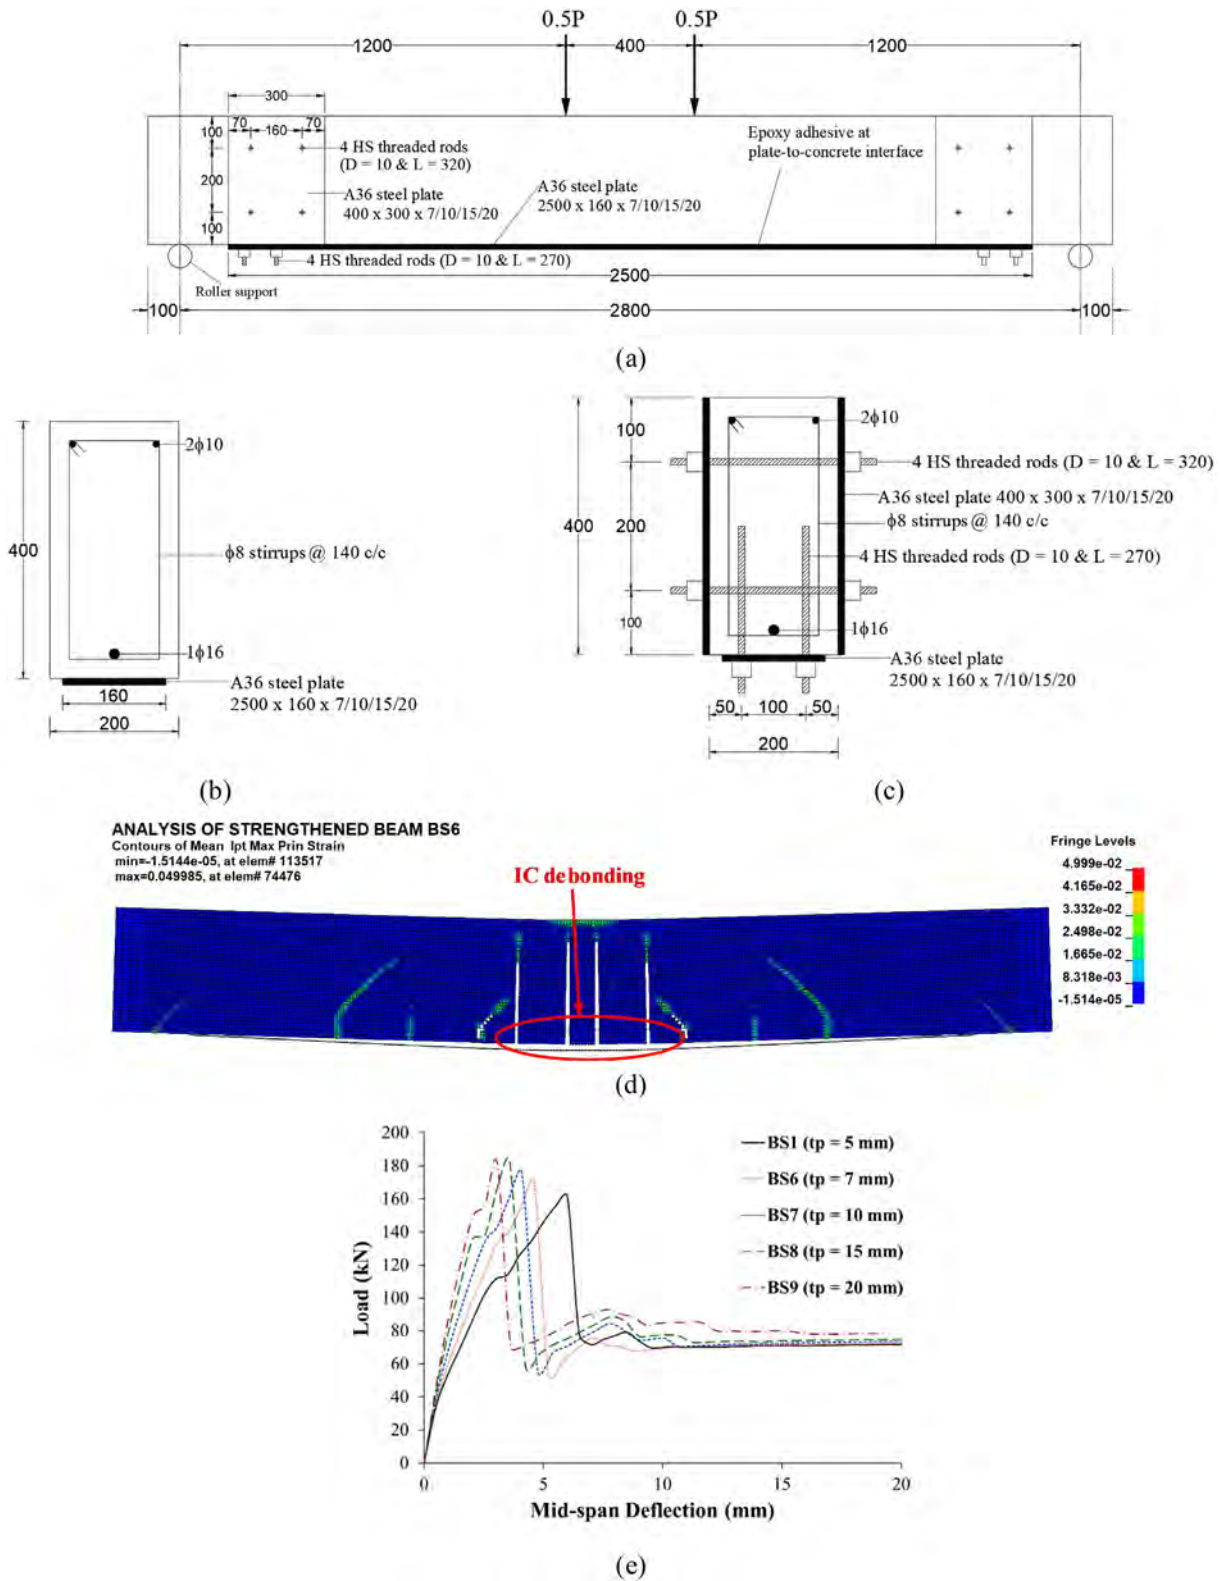 (a)
0.5P 0.5P
1200 400 1200
300
70 160 70
100
200
100
4 HS threaded rods
(D = 10 & L = 320)
A36 steel plate
400 x 300 x 7/10/15/20
A36 steel plate
2500 x 160 x 7/10/15/20
Epoxy adhesive at
plate-to-concrete interface
4 HS threaded rods (D = 10 & L = 270)
2500
Roller support
100 2800 100
(a)
2ϕ10
400
ϕ8 stirrups @ 140 c/c
1ϕ16
A36 steel plate
2500 x 160 x 7/10/15/20
160
200
(b)
2ϕ10
100
4 HS threaded rods (D = 10 & L = 320)
A36 steel plate 400 x 300 x 7/10/15/20
400
200
ϕ8 stirrups @ 140 c/c
4 HS threaded rods (D = 10 & L = 270)
100
1ϕ16
A36 steel plate
2500 x 160 x 7/10/15/20
50 100 50
200
(c)
ANALYSIS OF STRENGTHENED BEAM BS6
Contours of Mean Ipt Max Prin Strain
min=-1.5144e-05, at elem# 113517
max=0.049985, at elem# 74476
IC debonding
Fringe Levels
4.999e-02
4.165e-02
3.332e-02
2.498e-02
1.665e-02
8.318e-03
-1.514e-05
(d)
200
180
160
140
120
100
80
60
40
20
0
Load (kN)
BS1 (tp = 5 mm)
BS6 (tp = 7 mm)
BS7 (tp = 10 mm)
BS8 (tp = 15 mm)
BS9 (tp = 20 mm)
0 5 10 15 20
Mid-span Deflection (mm)
(e)